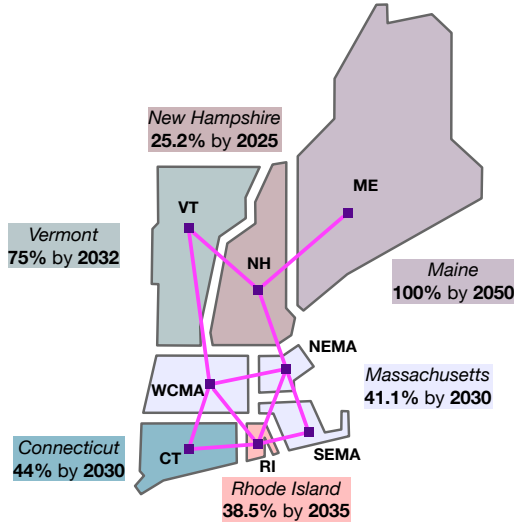 New Hampshire
25.2% by 2025
ME
VT
Vermont
75% by 2032
NH
Maine
100% by 2050
NEMA
WCMA
Massachusetts
41.1% by 2030
Connecticut
44% by 2030
CT
RI
SEMA
Rhode Island
38.5% by 2035